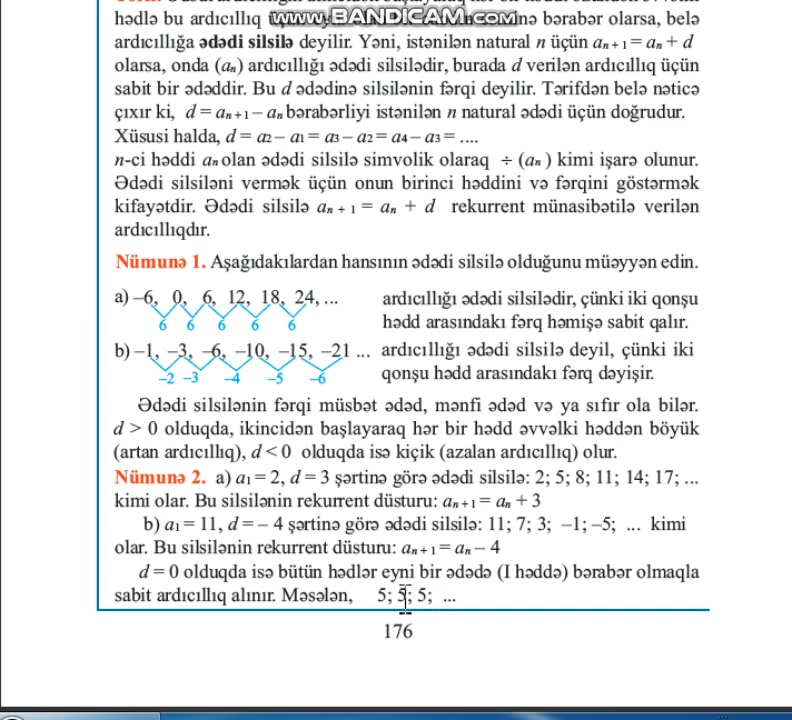 hədlə bu ardıcıllıq
www.BANDICAM.com
nə bərabər olarsa, belə
ardıcıllığa ədədi silsilə deyilir. Yəni, istənilən natural n üçün aₙ₊₁ = aₙ + d
olarsa, onda (aₙ) ardıcıllığı ədədi silsilədir, burada d verilən ardıcıllıq üçün
sabit bir ədəddir. Bu d ədədinə silsilənin fərqi deyilir. Tərifdən belə nəticə
çıxır ki, d = aₙ₊₁ – aₙ bərabərliyi istənilən n natural ədədi üçün doğrudur.
Xüsusi halda, d = a₂ – a₁ = a₃ – a₂ = a₄ – a₃ = ....
n-ci həddi aₙ olan ədədi silsilə simvolik olaraq ÷ (aₙ) kimi işarə olunur.
Ədədi silsiləni vermək üçün onun birinci həddini və fərqini göstərmək
kifayətdir. Ədədi silsilə aₙ₊₁ = aₙ + d rekurrent münasibətilə verilən
ardıcıllıqdır.
Nümunə 1. Aşağıdakılardan hansının ədədi silsilə olduğunu müəyyən edin.
a) –6, 0, 6, 12, 18, 24, ... ardıcıllığı ədədi silsilədir, çünki iki qonşu
6 6 6 6 6 hədd arasındakı fərq həmişə sabit qalır.
b) –1, –3, –6, –10, –15, –21 ... ardıcıllığı ədədi silsilə deyil, çünki iki
–2 –3 –4 –5 –6 qonşu hədd arasındakı fərq dəyişir.
Ədədi silsilənin fərqi müsbət ədəd, mənfi ədəd və ya sıfır ola bilər.
d > 0 olduqda, ikincidən başlayaraq hər bir hədd əvvəlki həddən böyük
(artan ardıcıllıq), d < 0 olduqda isə kiçik (azalan ardıcıllıq) olur.
Nümunə 2. a) a₁ = 2, d = 3 şərtinə görə ədədi silsilə: 2; 5; 8; 11; 14; 17; ...
kimi olar. Bu silsilənin rekurrent düsturu: aₙ₊₁ = aₙ + 3
b) a₁ = 11, d = – 4 şərtinə görə ədədi silsilə: 11; 7; 3; –1; –5; ... kimi
olar. Bu silsilənin rekurrent düsturu: aₙ₊₁ = aₙ – 4
d = 0 olduqda isə bütün hədlər eyni bir ədədə (I həddə) bərabər olmaqla
sabit ardıcıllıq alınır. Məsələn, 5; 5; 5; ...
176